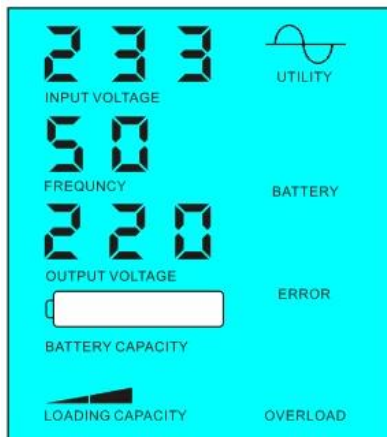 233
UTILITY
INPUT VOLTAGE
50
FREQUNCY
BATTERY
220
OUTPUT VOLTAGE
ERROR
BATTERY CAPACITY
LOADING CAPACITY
OVERLOAD